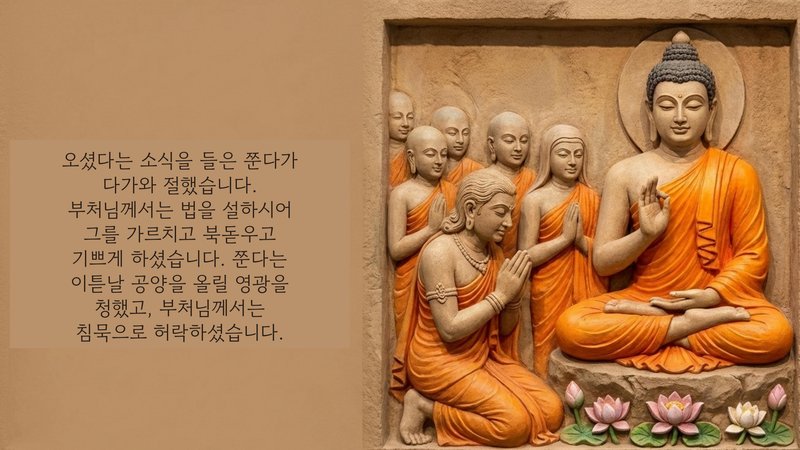 오셨다는 소식을 들은 쭌다가
다가와 절했습니다.
부처님께서는 법을 설하시어
그를 가르치고 북돋우고
기쁘게 하셨습니다. 쭌다는
이튿날 공양을 올릴 영광을
청했고, 부처님께서는
침묵으로 허락하셨습니다.